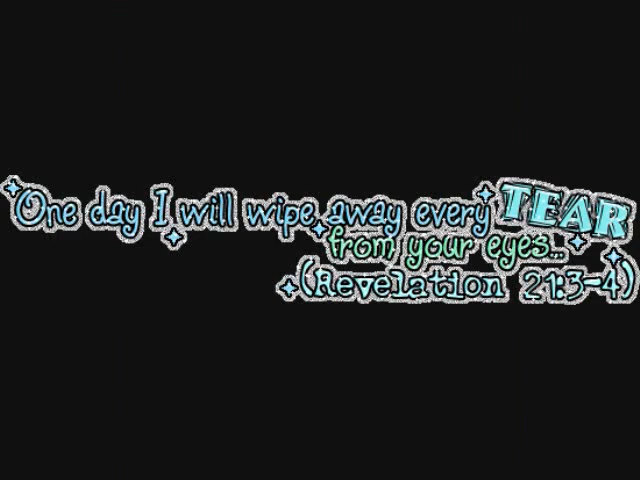 One day I will wipe away every TEAR
from your eyes...
(Revelation 21:3-4)